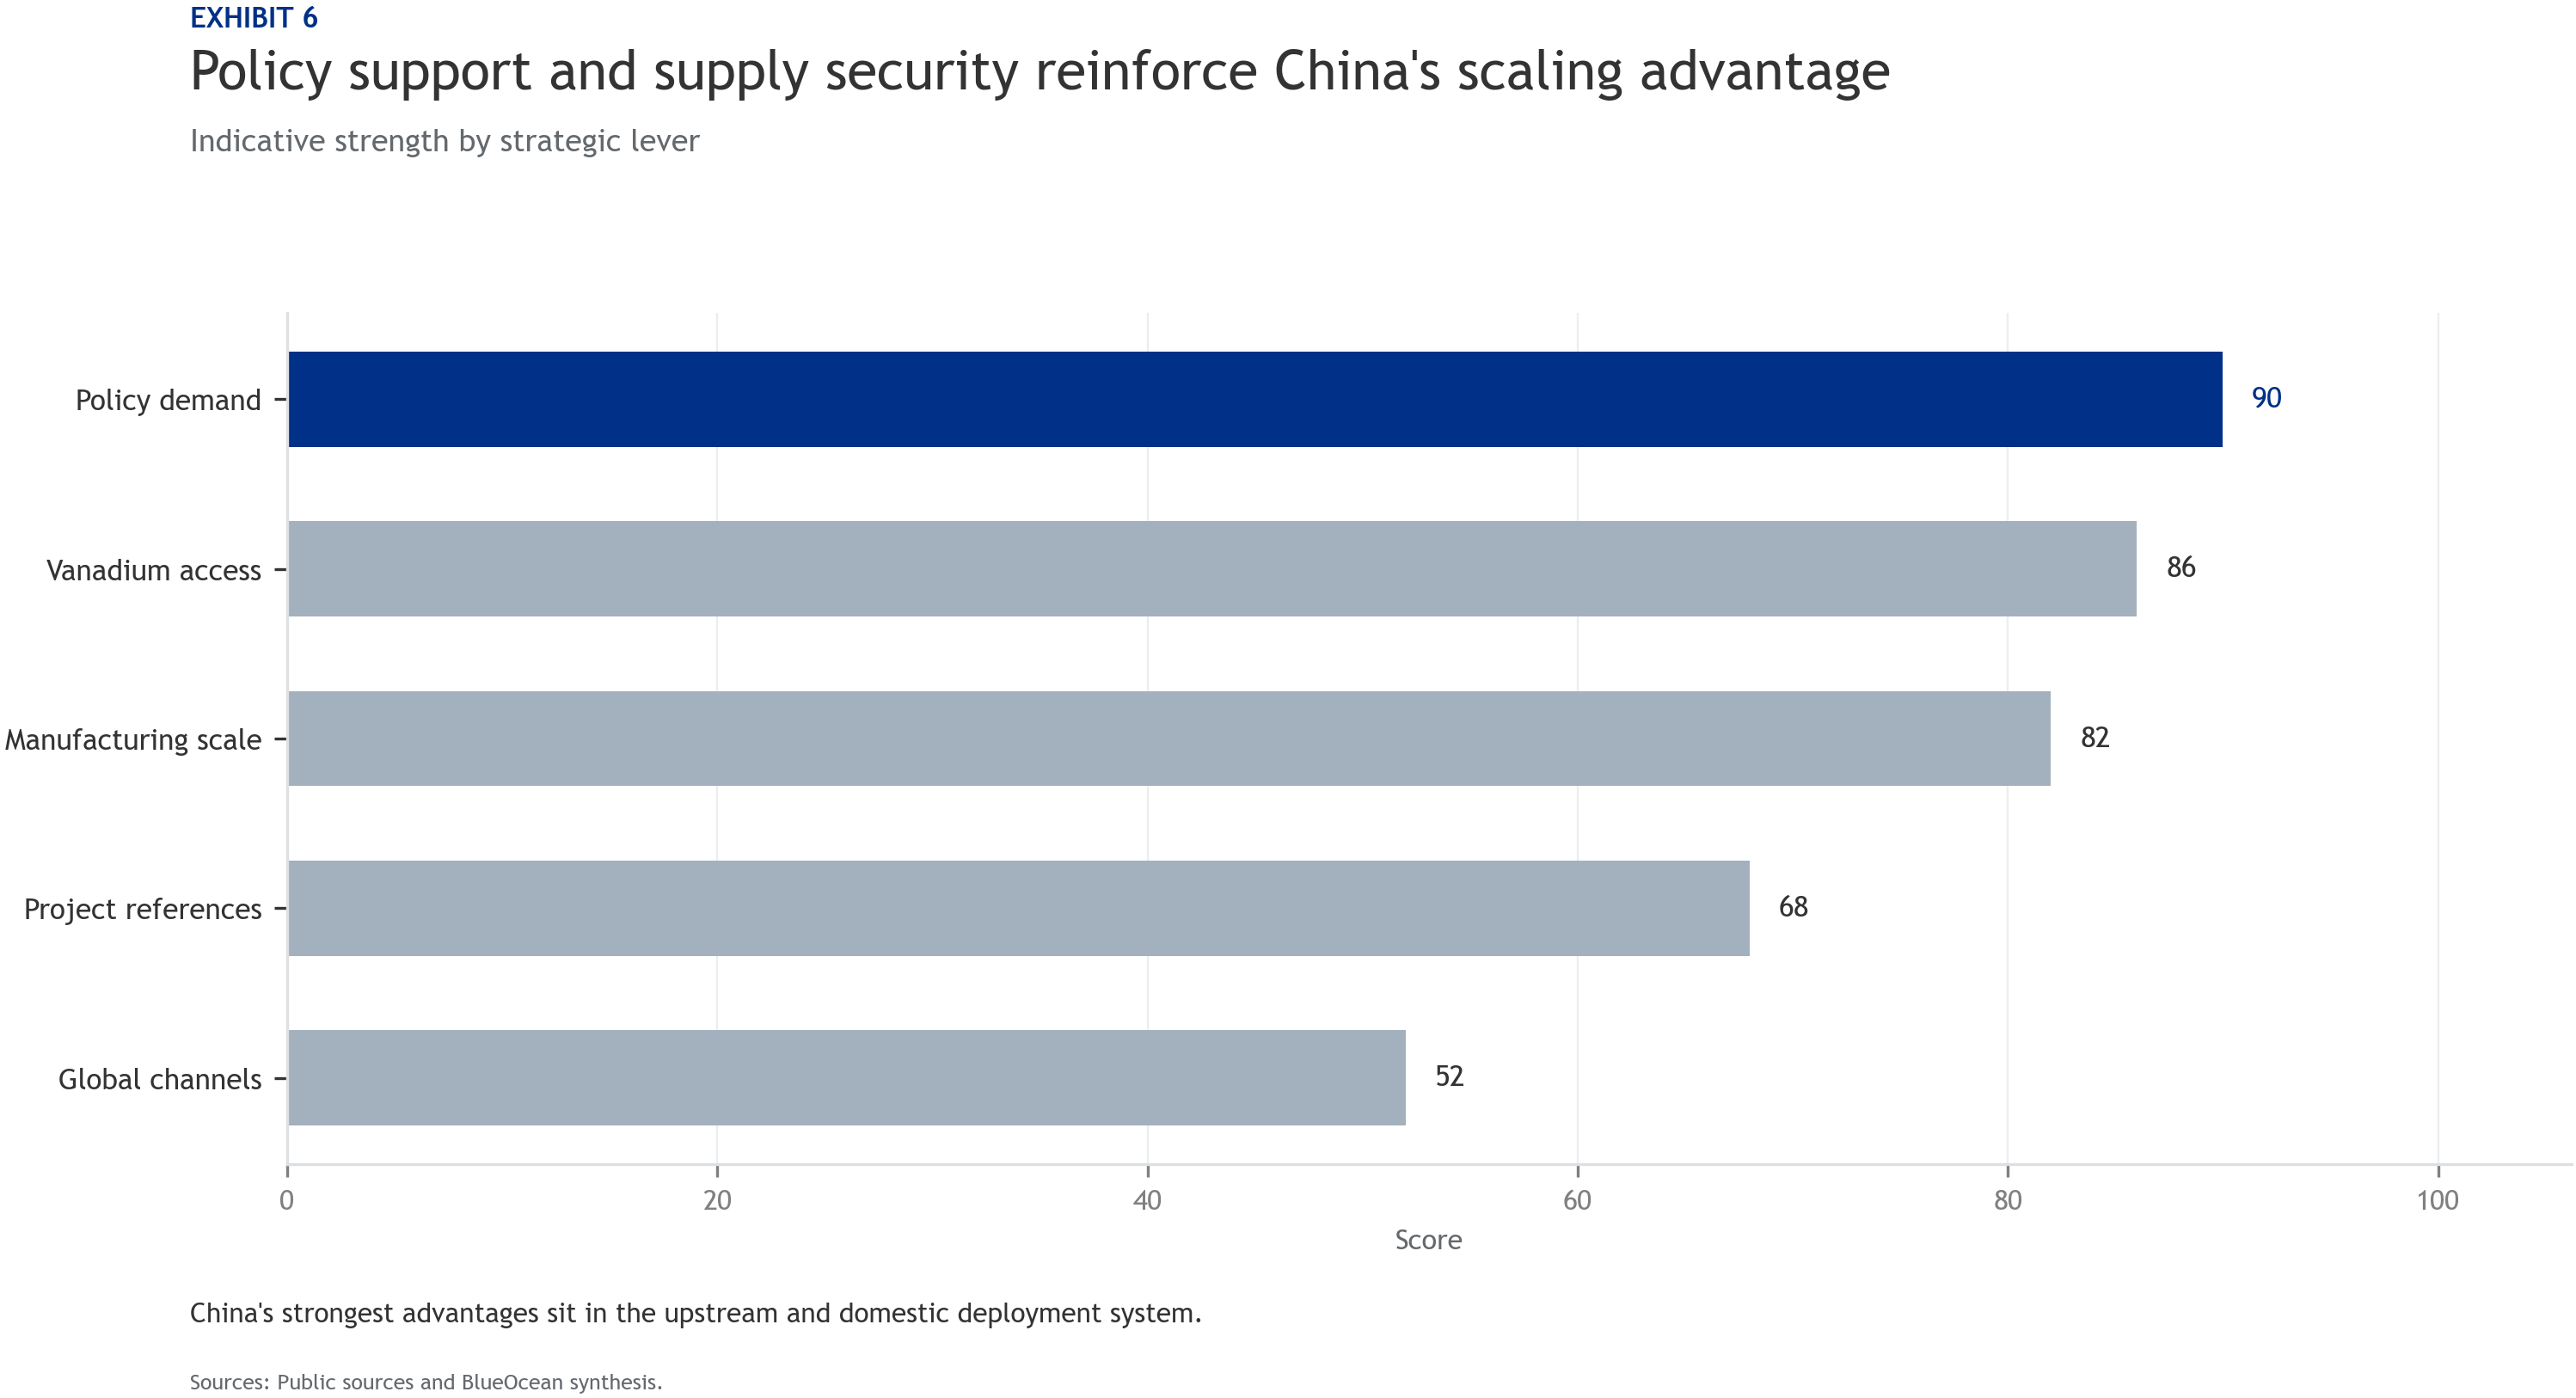 EXHIBIT 6
Policy support and supply security reinforce China's scaling advantage
Indicative strength by strategic lever
Policy demand
90
Vanadium access
86
Manufacturing scale
82
Project references
68
Global channels
52
0 20 40 60 80 100
Score
China's strongest advantages sit in the upstream and domestic deployment system.
Sources: Public sources and BlueOcean synthesis.